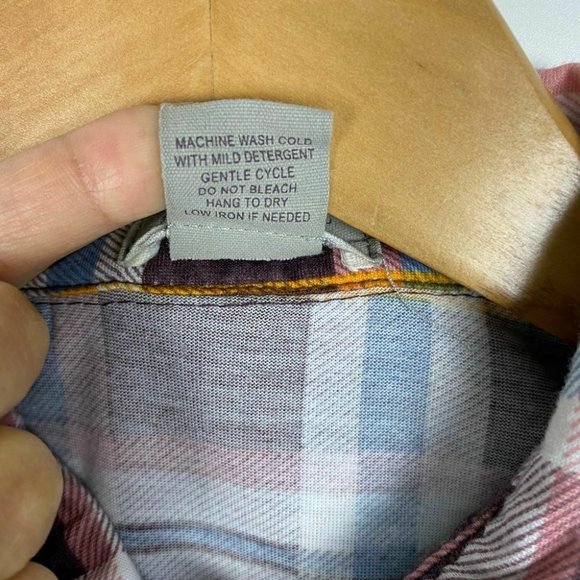 MACHINE WASH COLD
WITH MILD DETERGENT
GENTLE CYCLE
DO NOT BLEACH
HANG TO DRY
LOW IRON IF NEEDED